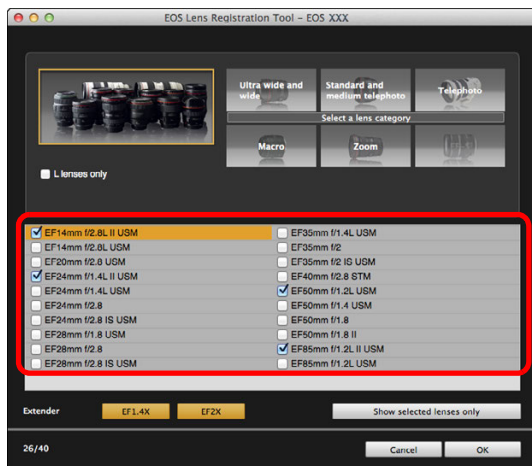 EOS Lens Registration Tool - EOS XXX
Ultra wide and wide
Standard and medium telephoto
Telephoto
Select a lens category
Macro
Zoom
L lenses only
EF14mm f/2.8L II USM
EF14mm f/2.8L USM
EF20mm f/2.8 USM
EF24mm f/1.4L II USM
EF24mm f/1.4L USM
EF24mm f/2.8
EF24mm f/2.8 IS USM
EF28mm f/1.8 USM
EF28mm f/2.8
EF28mm f/2.8 IS USM
EF35mm f/1.4L USM
EF35mm f/2
EF35mm f/2 IS USM
EF40mm f/2.8 STM
EF50mm f/1.2L USM
EF50mm f/1.4 USM
EF50mm f/1.8
EF50mm f/1.8 II
EF85mm f/1.2L II USM
EF85mm f/1.2L USM
Extender
EF1.4X
EF2X
Show selected lenses only
26/40
Cancel
OK